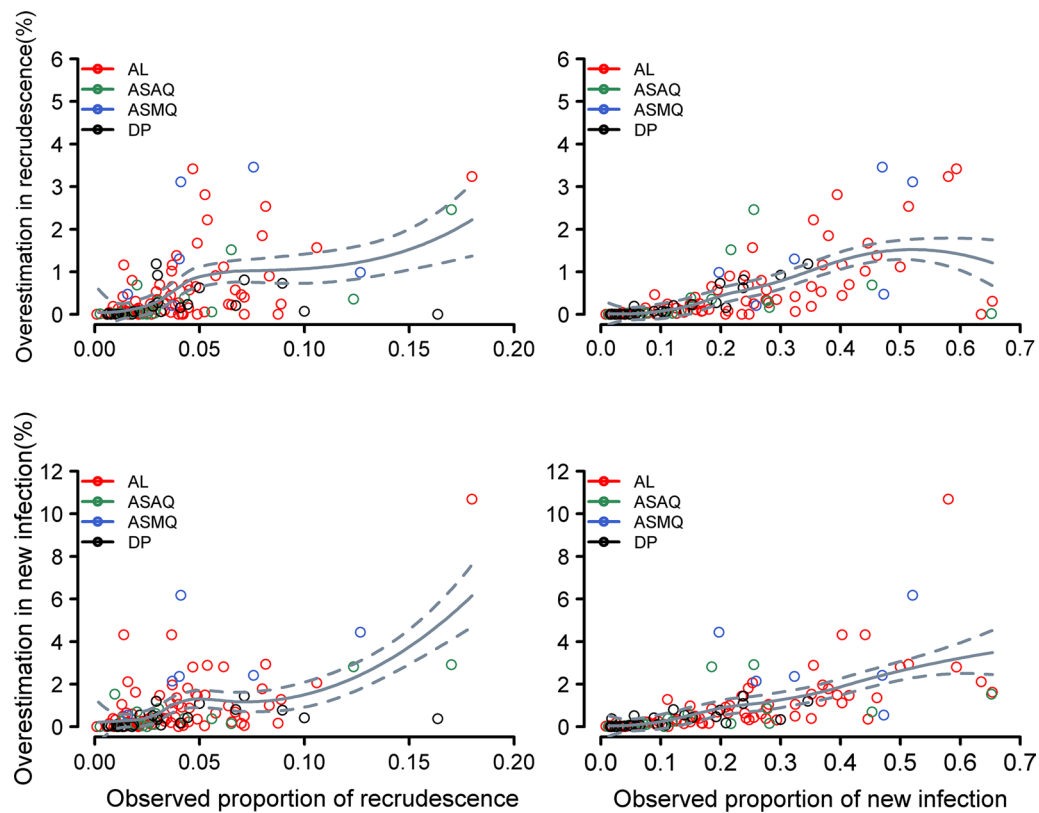 Overestimation in recrudescence(%)
6
5
4
3
2
1
0
AL
ASAQ
ASMQ
DP
0.00 0.05 0.10 0.15 0.20
6
5
4
3
2
1
0
AL
ASAQ
ASMQ
DP
0.0 0.1 0.2 0.3 0.4 0.5 0.6 0.7
Overestimation in new infection(%)
12
10
8
6
4
2
0
AL
ASAQ
ASMQ
DP
0.00 0.05 0.10 0.15 0.20
Observed proportion of recrudescence
12
10
8
6
4
2
0
AL
ASAQ
ASMQ
DP
0.0 0.1 0.2 0.3 0.4 0.5 0.6 0.7
Observed proportion of new infection